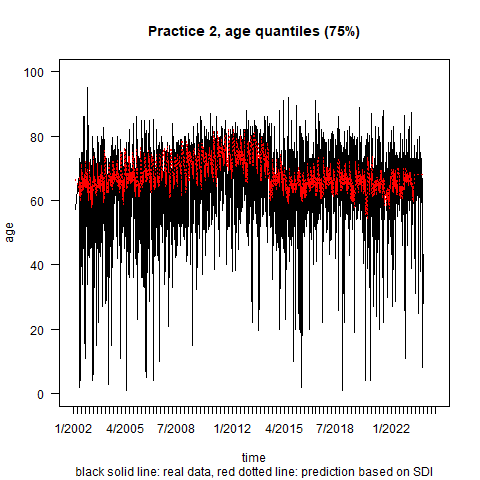 Practice 2, age quantiles (75%)
100
80
60
40
20
0
age
1/2002 4/2005 7/2008 1/2012 4/2015 7/2018 1/2022
time
black solid line: real data, red dotted line: prediction based on SDI